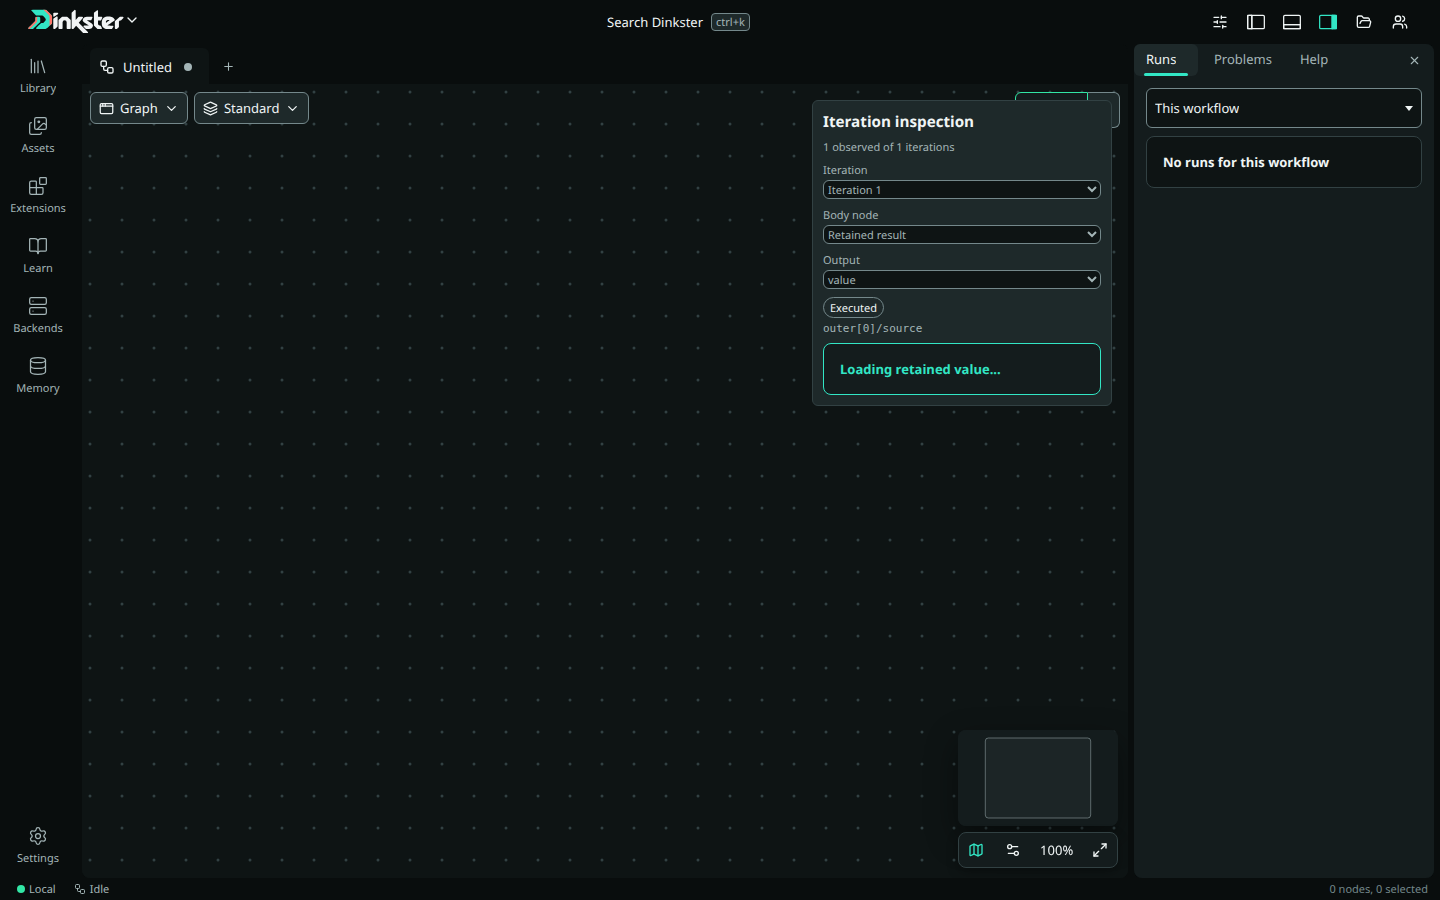 Dinkster
Search Dinkster ctrl+k
Library
Assets
Extensions
Learn
Backends
Memory
Settings
Untitled
Graph
Standard
Iteration inspection
1 observed of 1 iterations
Iteration
Iteration 1
Body node
Retained result
Output
value
Executed
outer[0]/source
Loading retained value...
100%
Runs Problems Help
This workflow
No runs for this workflow
Local Idle
0 nodes, 0 selected